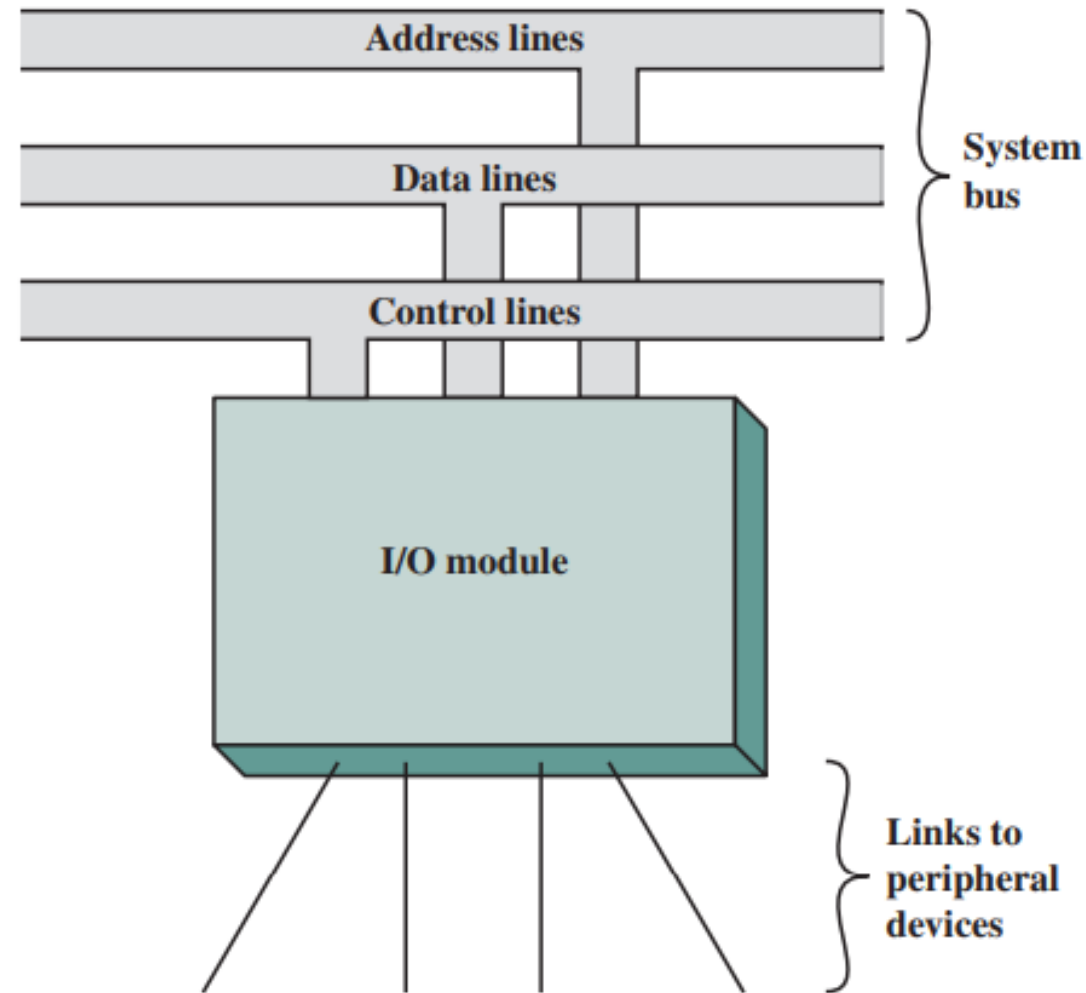 Address lines
Data lines
System
bus
Control lines
I/O module
Links to
peripheral
devices